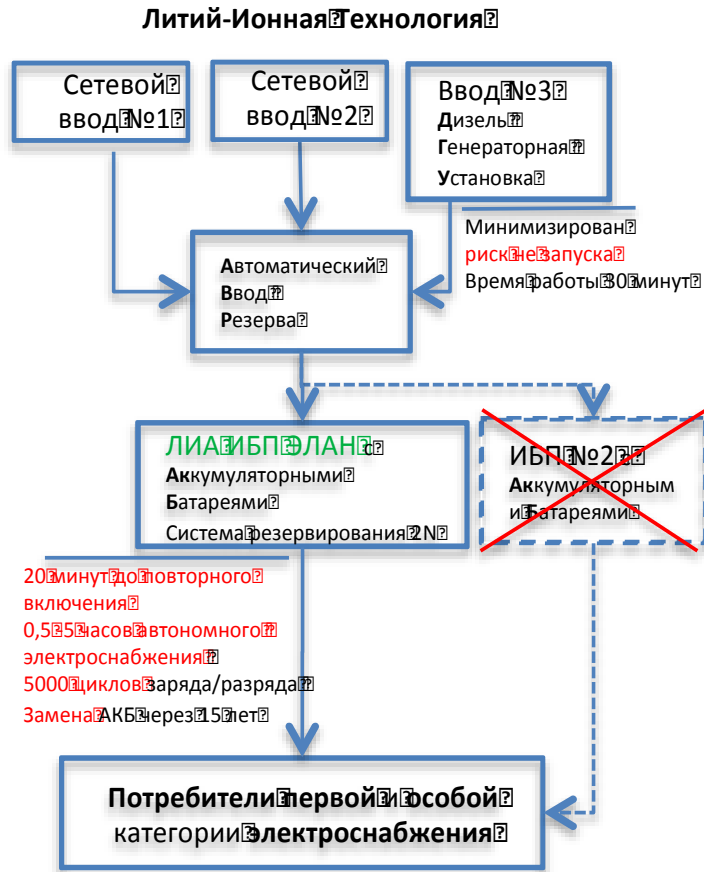 Литий-Ионная Технология
Сетевой
ввод №1
Сетевой
ввод №2
Ввод №3
Дизель
Генераторная
Установка
Минимизирован
риск не запуска
Время работы 30 минут
Автоматический
Ввод
Резерва
ЛИА ИБП ЭЛАН с
Аккумуляторными
Батареями
Система резервирования 2N
ИБП №2 с
Аккумуляторным
и Батареями
20 минут до повторного
включения
0,5-5 часов автономного
электроснабжения
5000 циклов заряда/разряда
Замена АКБ через 15 лет
Потребители первой и особой
категории электроснабжения